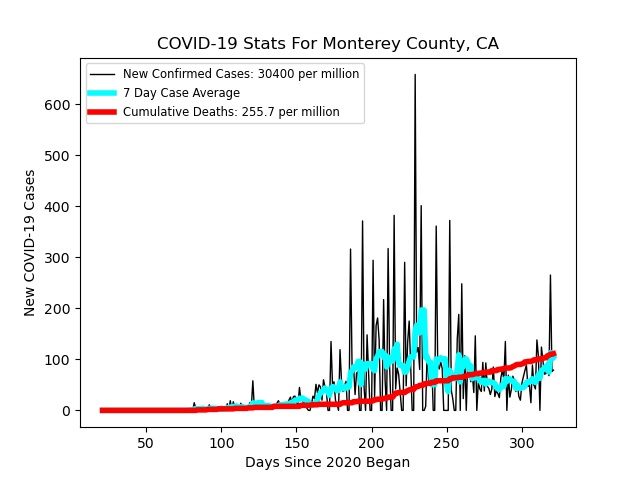 COVID-19 Stats For Monterey County, CA
New Confirmed Cases: 30400 per million
7 Day Case Average
Cumulative Deaths: 255.7 per million
New COVID-19 Cases
600
500
400
300
200
100
0
50 100 150 200 250 300
Days Since 2020 Began